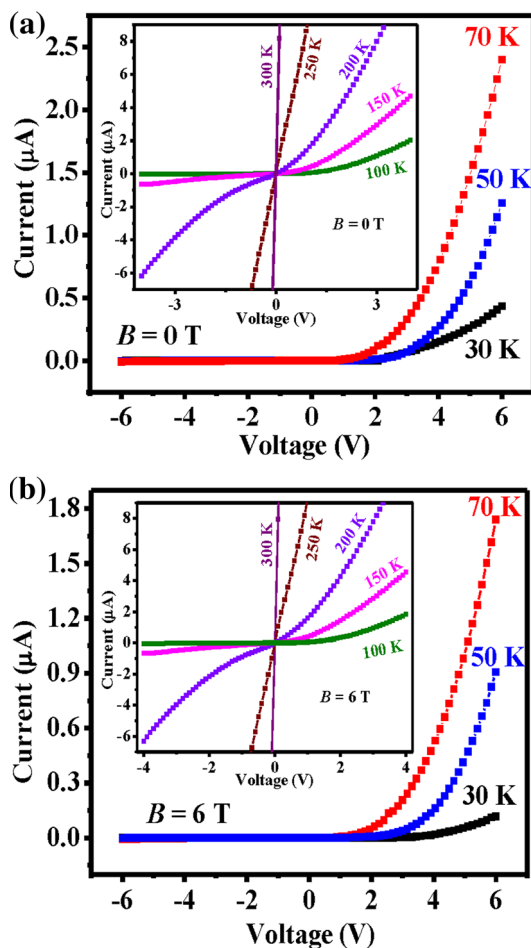 (a)
2.5
2.0
1.5
1.0
0.5
0.0
Current (μA)
-6 -4 -2 0 2 4 6
Voltage (V)
B = 0 T
70 K
50 K
30 K
8
6
4
2
0
-2
-4
-6
Current (μA)
-3 0 3
Voltage (V)
300 K
250 K
200 K
150 K
100 K
B = 0 T
(b)
1.8
1.5
1.2
0.9
0.6
0.3
0.0
Current (μA)
-6 -4 -2 0 2 4 6
Voltage (V)
B = 6 T
70 K
50 K
30 K
8
6
4
2
0
-2
-4
-6
Current (μA)
-4 -2 0 2 4
Voltage (V)
300 K
250 K
200 K
150 K
100 K
B = 6 T